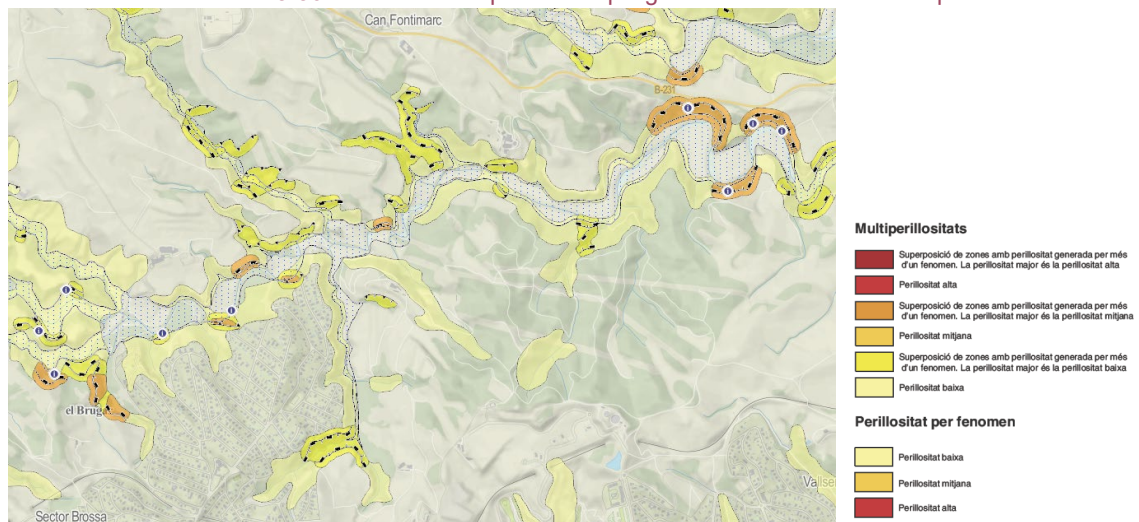 Can Fontimarc
B-231
el Brug
Sector Brossa
Vallse
Multiperillositats
Superposició de zones amb perillositat generada per més
d'un fenomen. La perillositat major és la perillositat alta
Perillositat alta
Superposició de zones amb perillositat generada per més
d'un fenomen. La perillositat major és la perillositat mitjana
Perillositat mitjana
Superposició de zones amb perillositat generada per més
d'un fenomen. La perillositat major és la perillositat baixa
Perillositat baixa
Perillositat per fenomen
Perillositat baixa
Perillositat mitjana
Perillositat alta